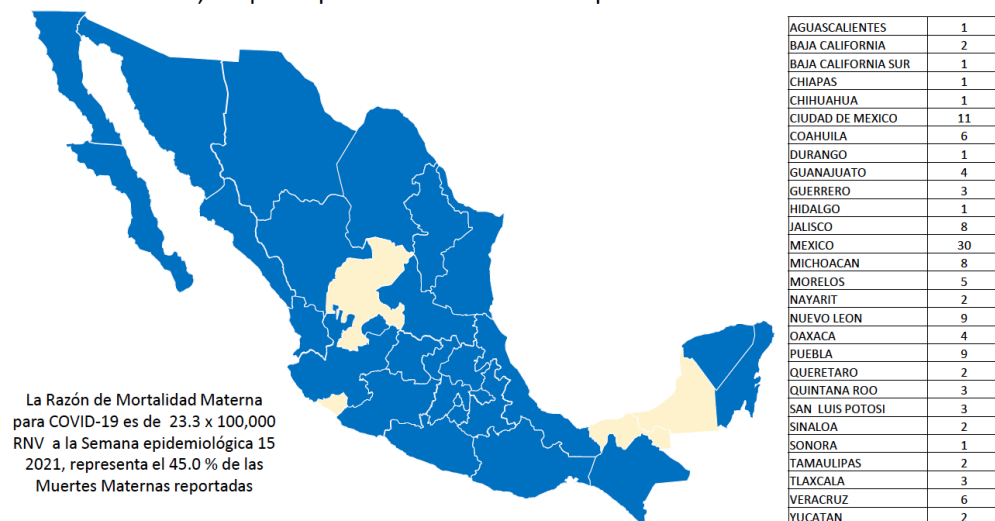 La Razón de Mortalidad Materna
para COVID-19 es de 23.3 x 100,000
RNV a la Semana epidemiológica 15
2021, representa el 45.0 % de las
Muertes Maternas reportadas
AGUASCALIENTES 1
BAJA CALIFORNIA 2
BAJA CALIFORNIA SUR 1
CHIAPAS 1
CHIHUAHUA 1
CIUDAD DE MEXICO 11
COAHUILA 6
DURANGO 1
GUANAJUATO 4
GUERRERO 3
HIDALGO 1
JALISCO 8
MEXICO 30
MICHOACAN 8
MORELOS 5
NAYARIT 2
NUEVO LEON 9
OAXACA 4
PUEBLA 9
QUERETARO 2
QUINTANA ROO 3
SAN LUIS POTOSI 3
SINALOA 2
SONORA 1
TAMAULIPAS 2
TLAXCALA 3
VERACRUZ 6
YUCATAN 2